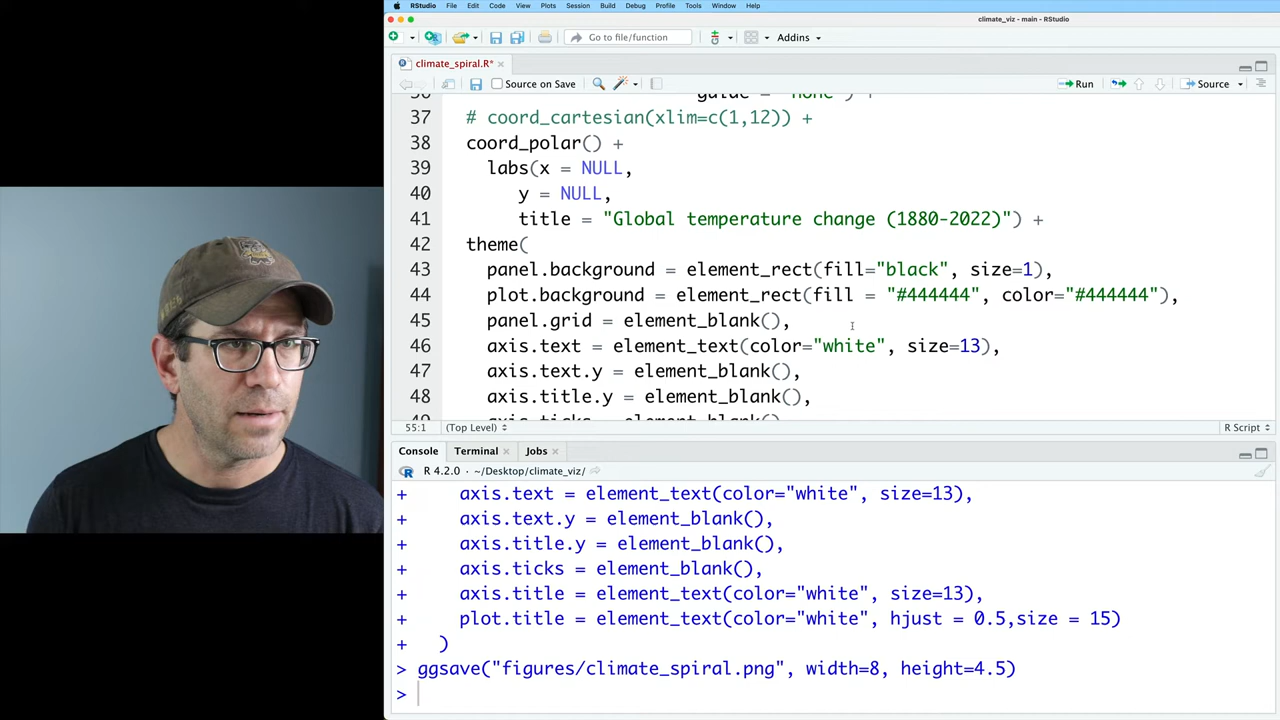 RStudio File Edit Code View Plots Session Build Debug Profile Tools Window Help
climate_viz - main - RStudio
Go to file/function Addins
climate_spiral.R*
Source on Save Run Source
37 # coord_cartesian(xlim=c(1,12)) +
38 coord_polar() +
39 labs(x = NULL,
40 y = NULL,
41 title = "Global temperature change (1880-2022)") +
42 theme(
43 panel.background = element_rect(fill="black", size=1),
44 plot.background = element_rect(fill = "#444444", color="#444444"),
45 panel.grid = element_blank(),
46 axis.text = element_text(color="white", size=13),
47 axis.text.y = element_blank(),
48 axis.title.y = element_blank(),
55:1 (Top Level) R Script
Console Terminal Jobs
R 4.2.0 · ~/Desktop/climate_viz/
+ axis.text = element_text(color="white", size=13),
+ axis.text.y = element_blank(),
+ axis.title.y = element_blank(),
+ axis.ticks = element_blank(),
+ axis.title = element_text(color="white", size=13),
+ plot.title = element_text(color="white", hjust = 0.5,size = 15)
+ )
> ggsave("figures/climate_spiral.png", width=8, height=4.5)
>